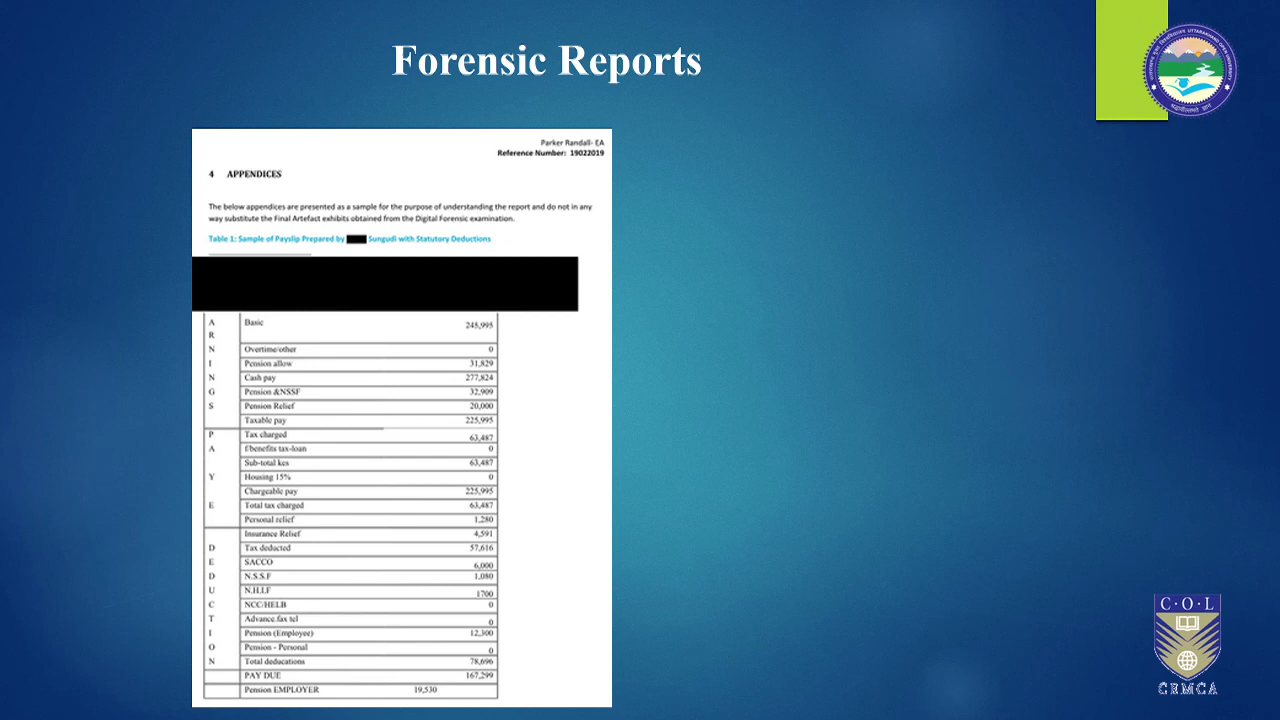 Forensic Reports
Parker Randall- EA
Reference Number: 19022019
4 APPENDICES
The below appendices are presented as a sample for the purpose of understanding the report and do not in any
way substitute the Final Artefact exhibits obtained from the Digital Forensic examination.
Table 1: Sample of Payslip Prepared by Sungudi with Statutory Deductions
A Basic 245,995
R
N Overtime/other 0
I Pension allow 31,829
N Cash pay 277,824
G Pension &NSSF 32,909
S Pension Relief 20,000
Taxable pay 225,995
P Tax charged 63,487
A f/benefits tax-loan 0
Sub-total kes 63,487
Y Housing 15% 0
Chargeable pay 225,995
E Total tax charged 63,487
Personal relief 1,280
Insurance Relief 4,591
D Tax deducted 57,616
E SACCO 6,000
D N.S.S.F 1,080
U N.H.I.F 1700
C NCC/HELB 0
T Advance.fax tel 0
I Pension (Employee) 12,300
O Pension - Personal 0
N Total deducations 78,696
PAY DUE 167,299
Pension EMPLOYER 19,530
C·O·L
CRMCA